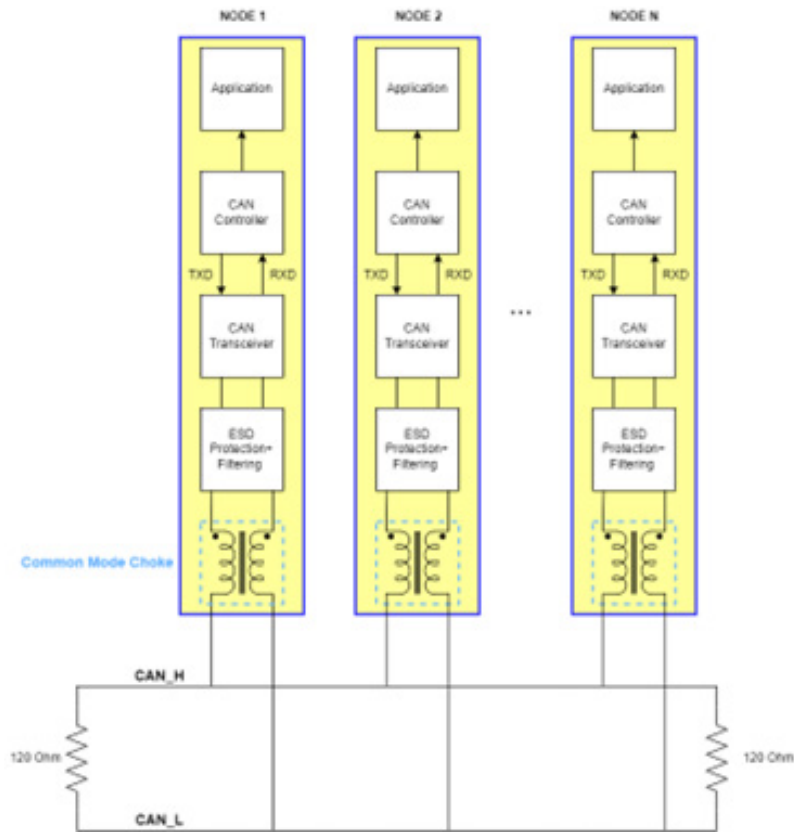 NODE 1
NODE 2
NODE N
Application
Application
Application
CAN
Controller
CAN
Controller
CAN
Controller
TXD
RXD
TXD
RXD
TXD
RXD
...
CAN
Transceiver
CAN
Transceiver
CAN
Transceiver
ESD
Protection+
Filtering
ESD
Protection+
Filtering
ESD
Protection+
Filtering
Common Mode Choke
CAN_H
120 Ohm
120 Ohm
CAN_L